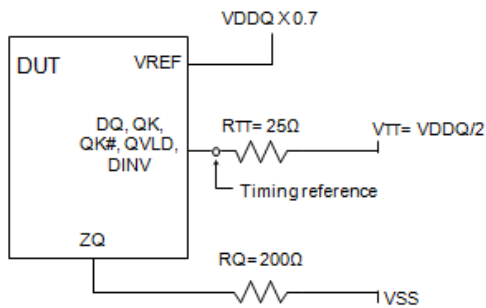 VDDQ X 0.7
DUT
VREF
DQ, QK,
QK#, QVLD,
DINV
RTT= 25Ω
VTT= VDDQ/2
Timing reference
ZQ
RQ= 200Ω
VSS